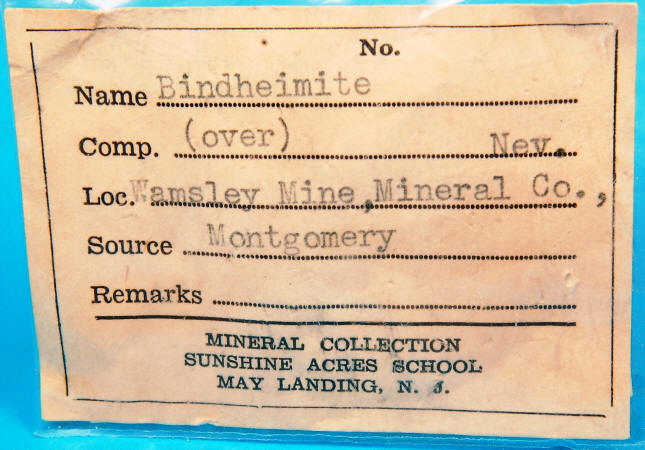 No.
Name Bindheimite
Comp. (over) Nev.
Loc. Wamsley Mine, Mineral Co.,
Source Montgomery
Remarks
MINERAL COLLECTION
SUNSHINE ACRES SCHOOL
MAY LANDING, N. J.